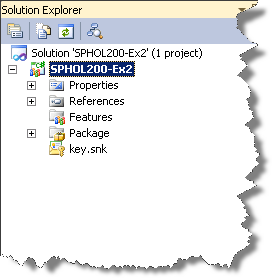 Solution Explorer
Solution 'SPHOL200-Ex2' (1 project)
SPHOL200-Ex2
Properties
References
Features
Package
key.snk